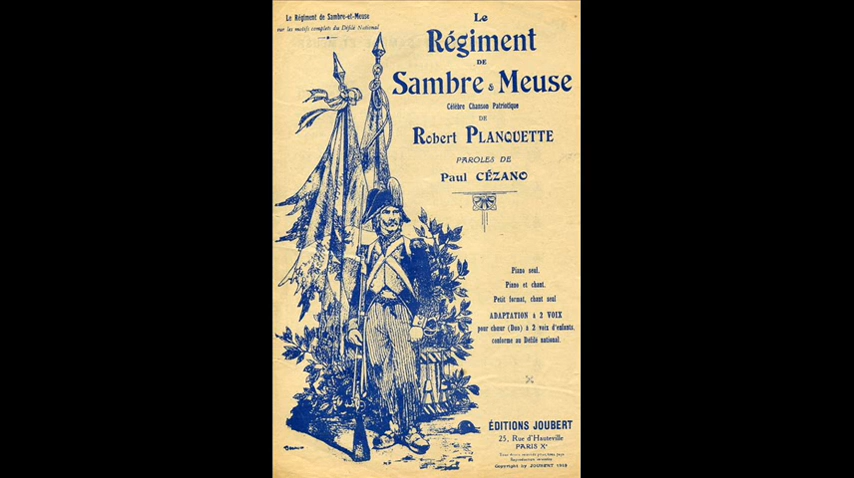 Le Régiment de Sambre-et-Meuse
sur les motifs complets du Défilé National
Le
Régiment
DE
Sambre & Meuse
Célèbre Chanson Patriotique
DE
Robert PLANQUETTE
PAROLES DE
Paul CÉZANO
Piano seul.
Piano et chant.
Petit format, chant seul
ADAPTATION à 2 VOIX
pour chœur (Duo) à 2 voix d'enfants,
conforme au Défilé national.
ÉDITIONS JOUBERT
25, Rue d'Hauteville
PARIS Xe
Copyright by JOUBERT